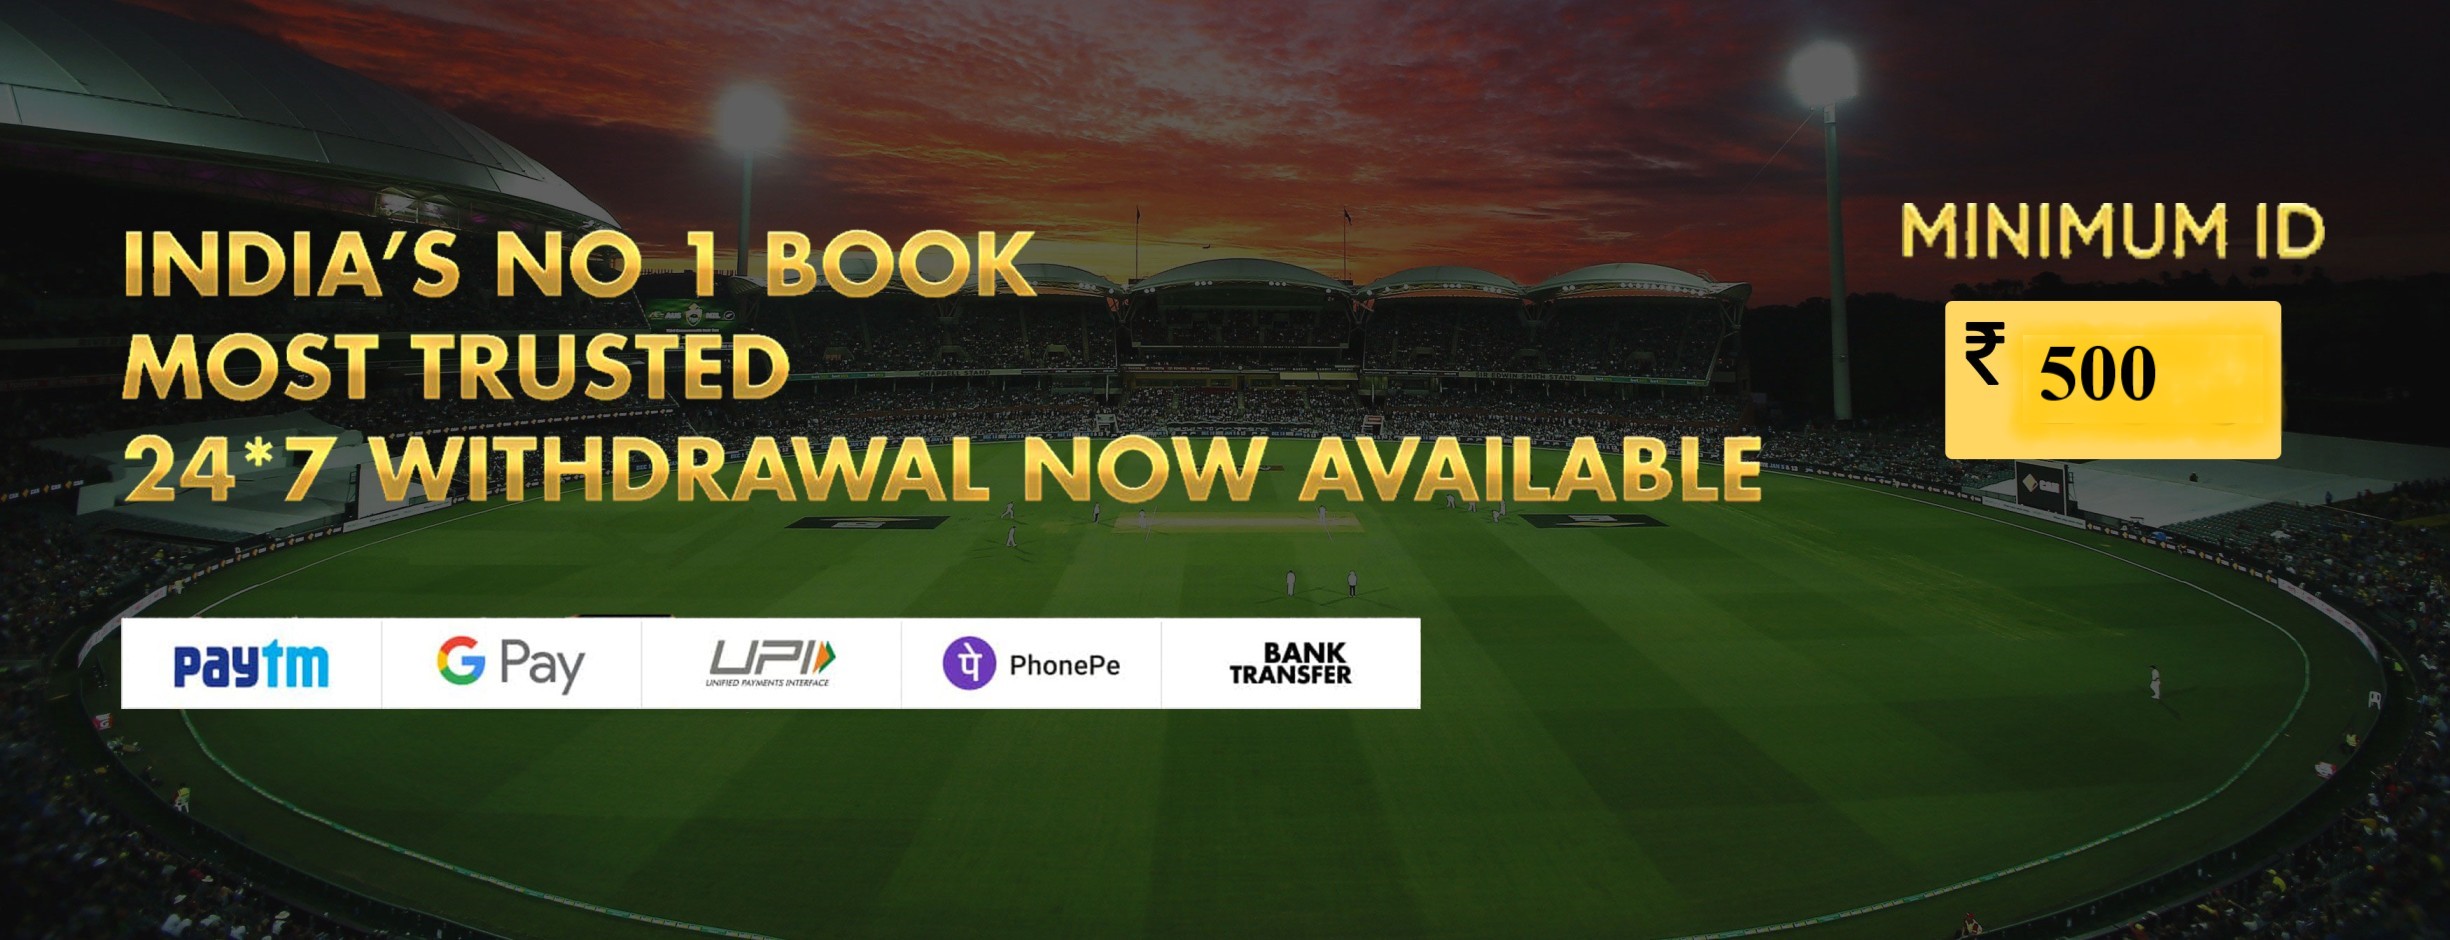 INDIA'S NO 1 BOOK
MOST TRUSTED
24*7 WITHDRAWAL NOW AVAILABLE
MINIMUM ID
₹ 500
paytm
G Pay
UPI
UNIFIED PAYMENTS INTERFACE
पे PhonePe
BANK
TRANSFER